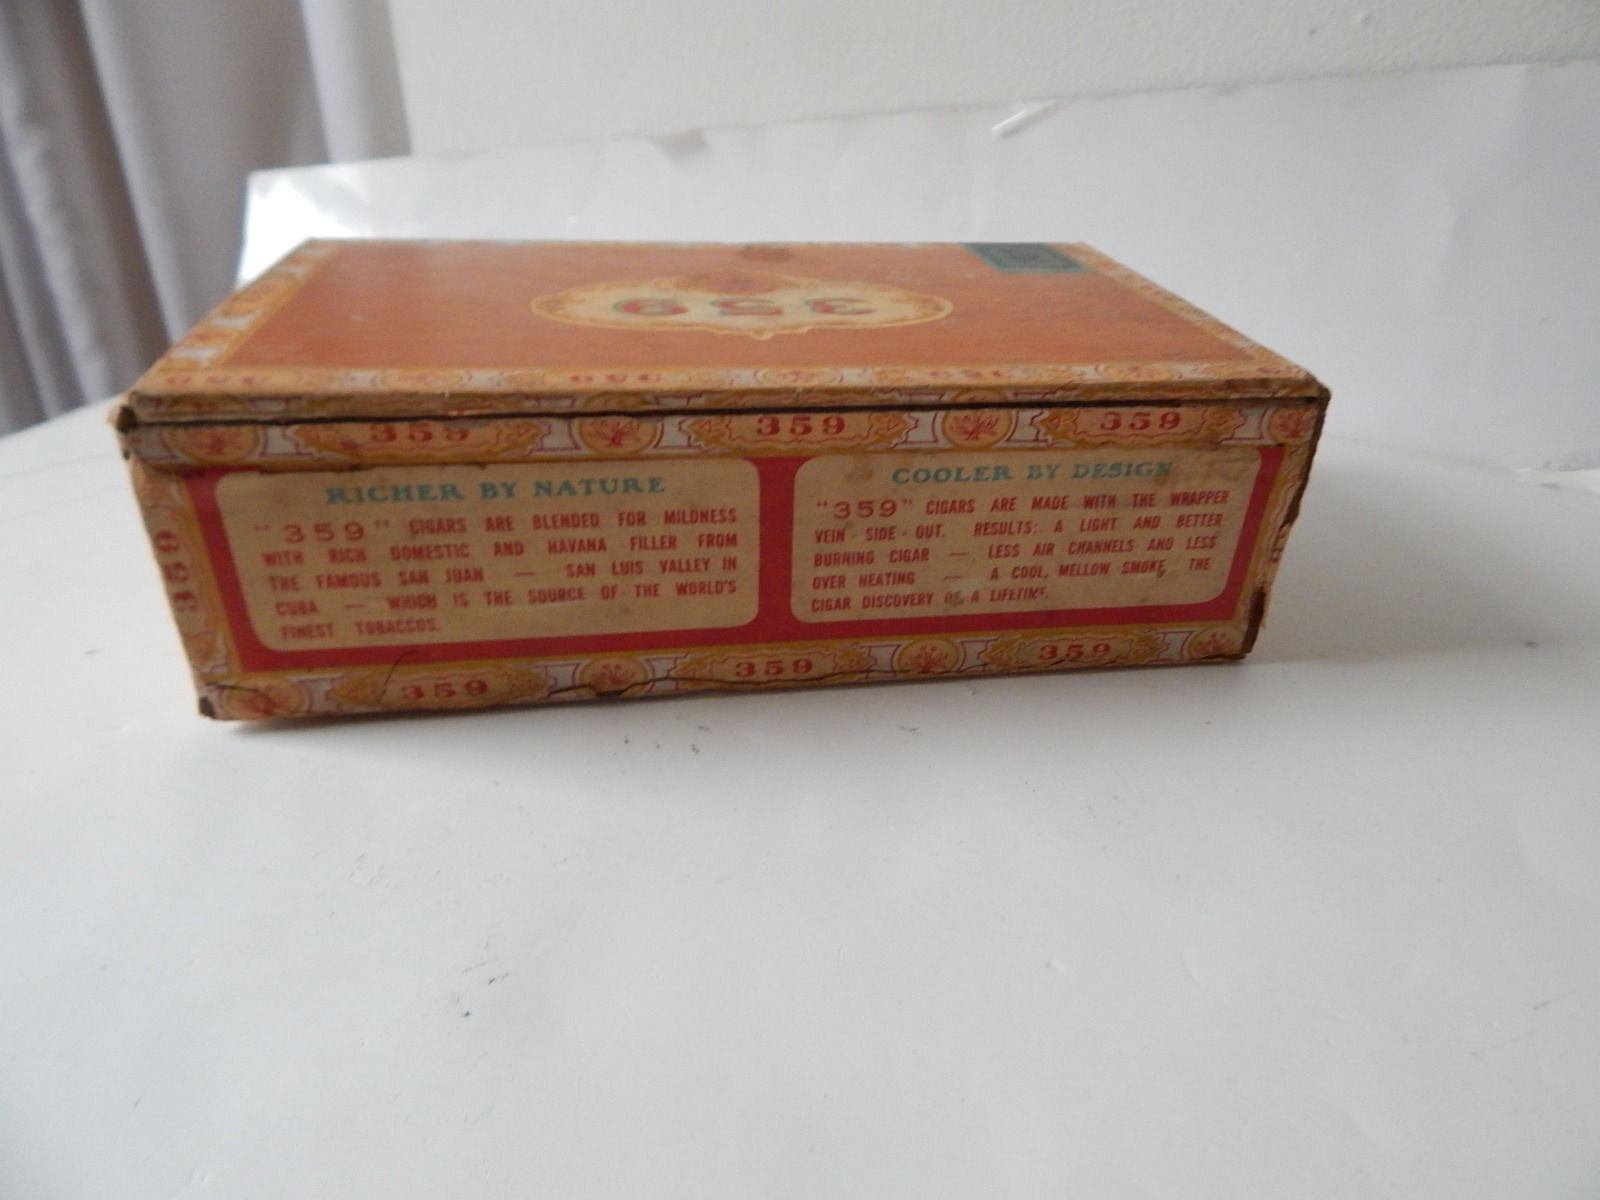 359
359 359 359
RICHER BY NATURE
"359" CIGARS ARE BLENDED FOR MILDNESS
WITH RICH DOMESTIC AND HAVANA FILLER FROM
THE FAMOUS SAN JUAN — SAN LUIS VALLEY IN
CUBA — WHICH IS THE SOURCE OF THE WORLD'S
FINEST TOBACCOS.
COOLER BY DESIGN
"359" CIGARS ARE MADE WITH THE WRAPPER
VEIN - SIDE - OUT. RESULTS: A LIGHT AND BETTER
BURNING CIGAR — LESS AIR CHANNELS AND LESS
OVER HEATING — A COOL, MELLOW SMOKE, THE
CIGAR DISCOVERY OF A LIFETIME.
359
359 359 359